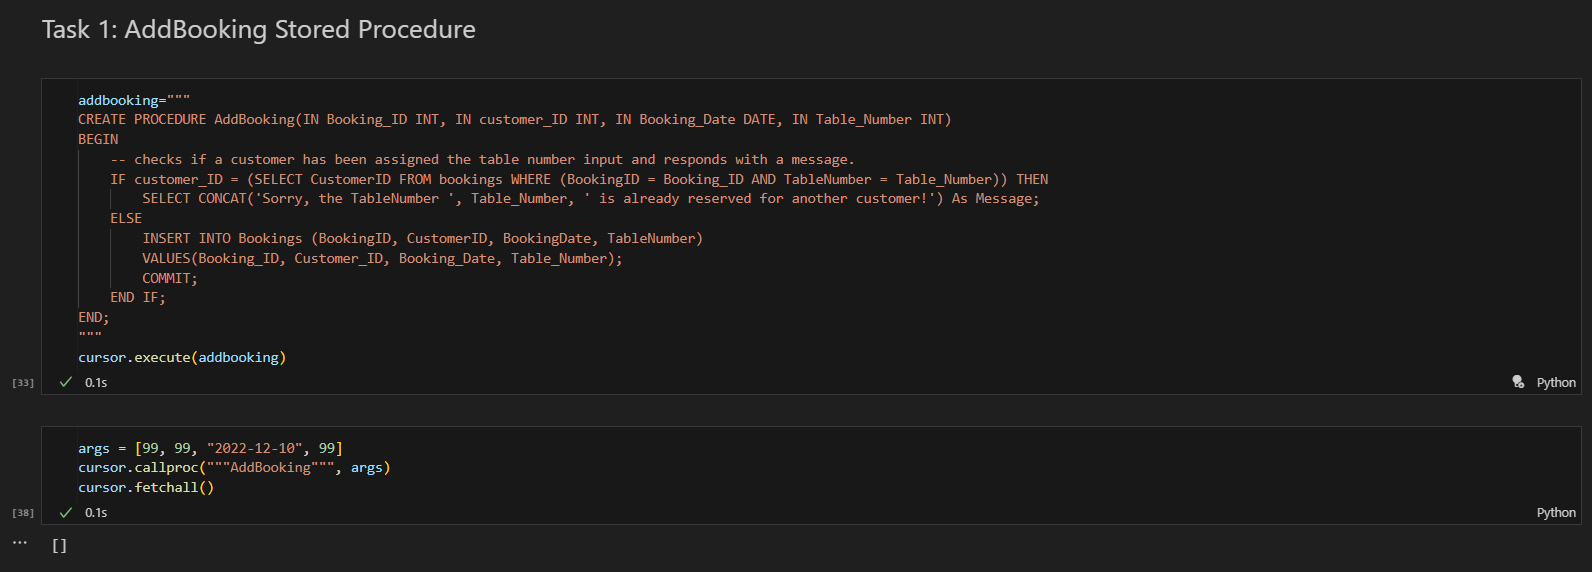 Task 1: AddBooking Stored Procedure
addbooking="""
CREATE PROCEDURE AddBooking(IN Booking_ID INT, IN customer_ID INT, IN Booking_Date DATE, IN Table_Number INT)
BEGIN
    -- checks if a customer has been assigned the table number input and responds with a message.
    IF customer_ID = (SELECT CustomerID FROM bookings WHERE (BookingID = Booking_ID AND TableNumber = Table_Number)) THEN
        SELECT CONCAT('Sorry, the TableNumber ', Table_Number, ' is already reserved for another customer!') As Message;
    ELSE
        INSERT INTO Bookings (BookingID, CustomerID, BookingDate, TableNumber)
        VALUES(Booking_ID, Customer_ID, Booking_Date, Table_Number);
        COMMIT;
    END IF;
END;
"""
cursor.execute(addbooking)
[33] ✓ 0.1s Python
args = [99, 99, "2022-12-10", 99]
cursor.callproc("""AddBooking""", args)
cursor.fetchall()
[38] ✓ 0.1s Python
... []